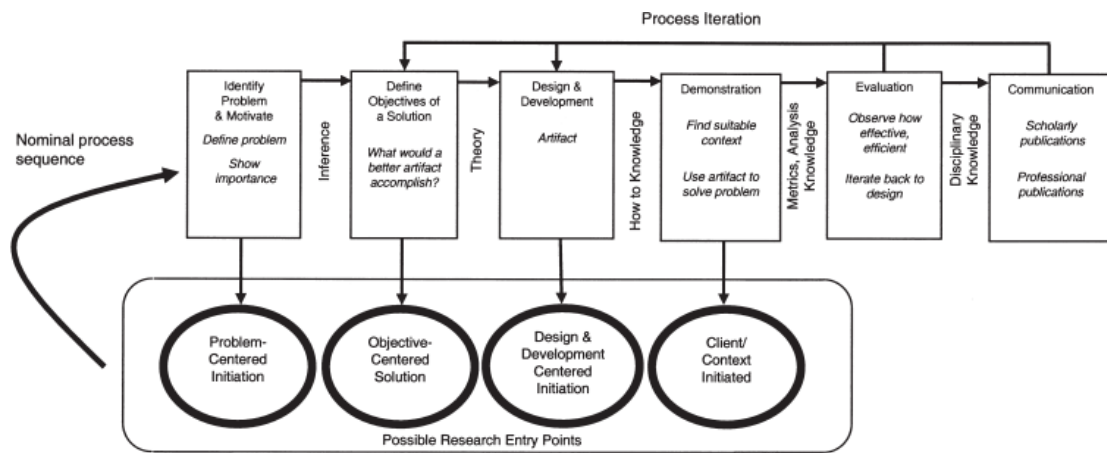 Process Iteration
Nominal process
sequence
Identify
Problem
& Motivate
Define problem
Show
importance
Inference
Define
Objectives of
a Solution
What would a
better artifact
accomplish?
Theory
Design &
Development
Artifact
How to Knowledge
Demonstration
Find suitable
context
Use artifact to
solve problem
Metrics, Analysis
Knowledge
Evaluation
Observe how
effective,
efficient
Iterate back to
design
Disciplinary
Knowledge
Communication
Scholarly
publications
Professional
publications
Problem-
Centered
Initiation
Objective-
Centered
Solution
Design &
Development
Centered
Initiation
Client/
Context
Initiated
Possible Research Entry Points